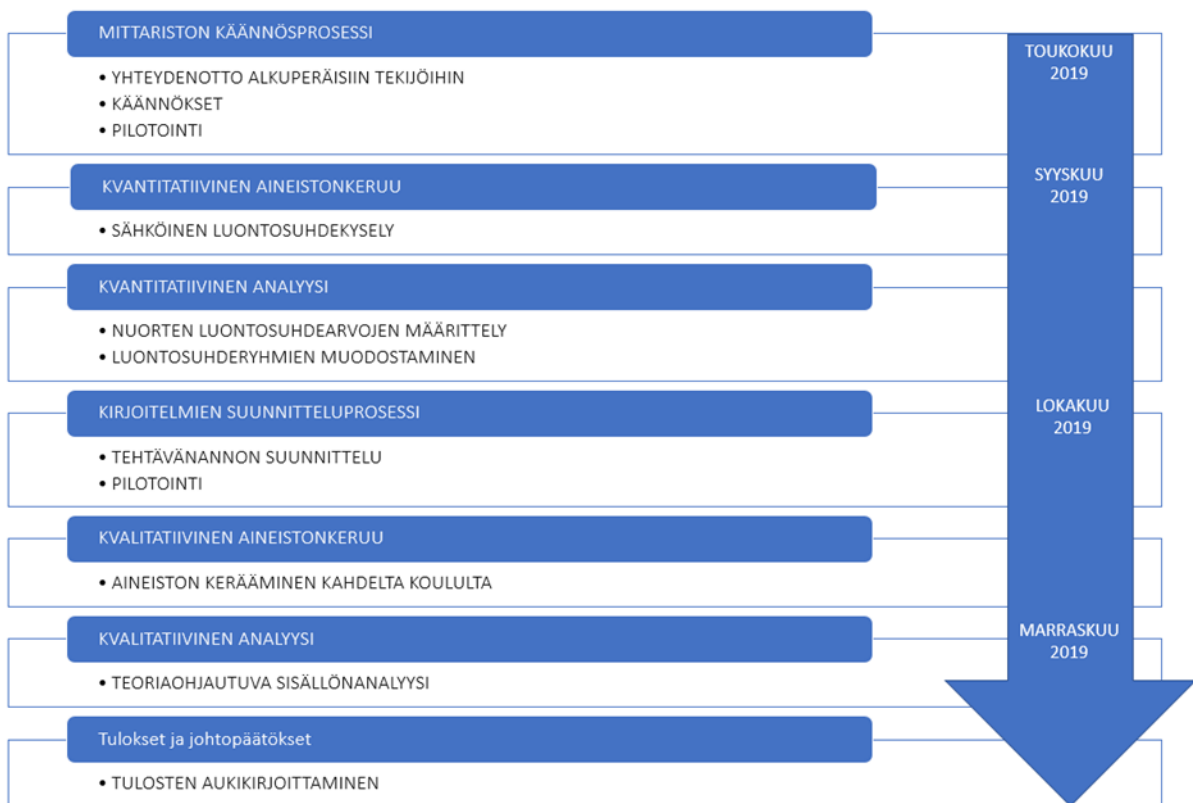 MITTARISTON KÄÄNNÖSPROSESSI
• YHTEYDENOTTO ALKUPERÄISIIN TEKIJÖIHIN
• KÄÄNNÖKSET
• PILOTOINTI
TOUKOKUU
2019
KVANTITATIIVINEN AINEISTONKERUU
• SÄHKÖINEN LUONTOSUHDEKYSELY
SYYSKUU
2019
KVANTITATIIVINEN ANALYYSI
• NUORTEN LUONTOSUHDEARVOJEN MÄÄRITTELY
• LUONTOSUHDERYHMIEN MUODOSTAMINEN
KIRJOITELMIEN SUUNNITTELUPROSESSI
• TEHTÄVÄNANNON SUUNNITTELU
• PILOTOINTI
LOKAKUU
2019
KVALITATIIVINEN AINEISTONKERUU
• AINEISTON KERÄÄMINEN KAHDELTA KOULULTA
KVALITATIIVINEN ANALYYSI
• TEORIAOHJAUTUVA SISÄLLÖNANALYYSI
MARRASKUU
2019
Tulokset ja johtopäätökset
• TULOSTEN AUKIKIRJOITTAMINEN